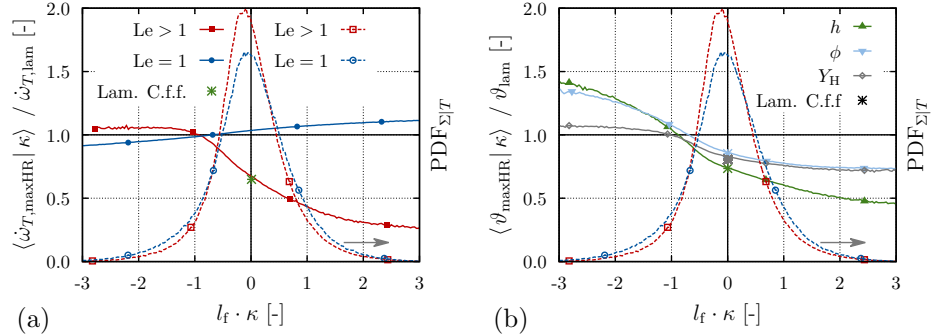 2.0
1.5
1.0
0.5
0.0
-3 -2 -1 0 1 2 3
⟨ω̇T,maxHR| κ⟩ / ω̇T,lam [-]
PDFΣ|T
lf · κ [-]
(a)
Le > 1 Le > 1
Le = 1 Le = 1
Lam. C.f.f.
2.0
1.5
1.0
0.5
0.0
-3 -2 -1 0 1 2 3
⟨ϑmaxHR| κ⟩ / ϑlam [-]
PDFΣ|T
lf · κ [-]
(b)
h
ϕ
YH
Lam. C.f.f